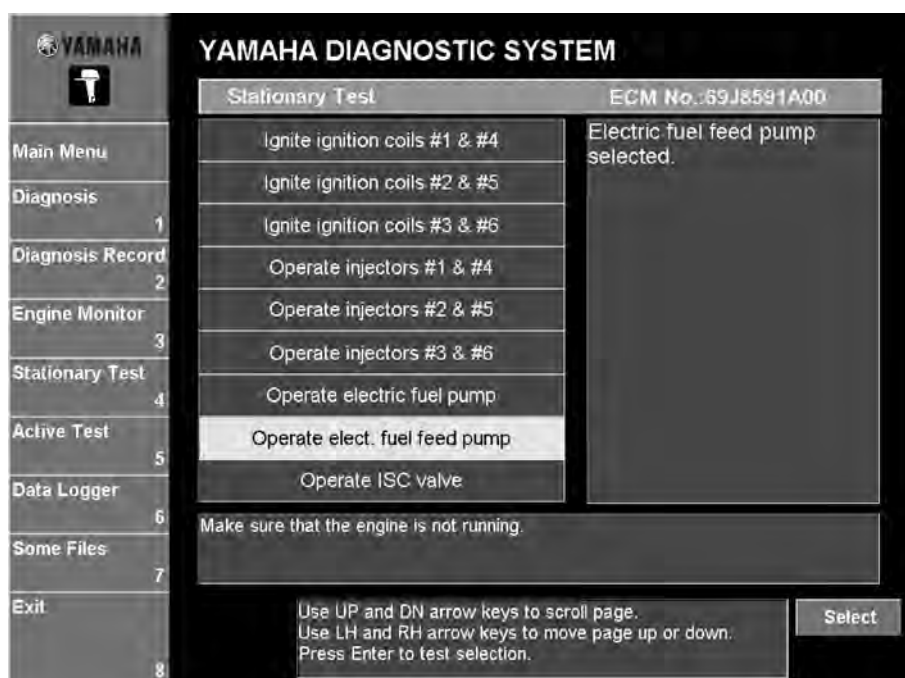 YAMAHA
YAMAHA DIAGNOSTIC SYSTEM
Stationary Test
ECM No.:69J8591A00
Main Menu
Diagnosis
1
Diagnosis Record
2
Engine Monitor
3
Stationary Test
4
Active Test
5
Data Logger
6
Some Files
7
Exit
8
Ignite ignition coils #1 & #4
Ignite ignition coils #2 & #5
Ignite ignition coils #3 & #6
Operate injectors #1 & #4
Operate injectors #2 & #5
Operate injectors #3 & #6
Operate electric fuel pump
Operate elect. fuel feed pump
Operate ISC valve
Electric fuel feed pump
selected.
Make sure that the engine is not running.
Use UP and DN arrow keys to scroll page.
Use LH and RH arrow keys to move page up or down.
Press Enter to test selection.
Select